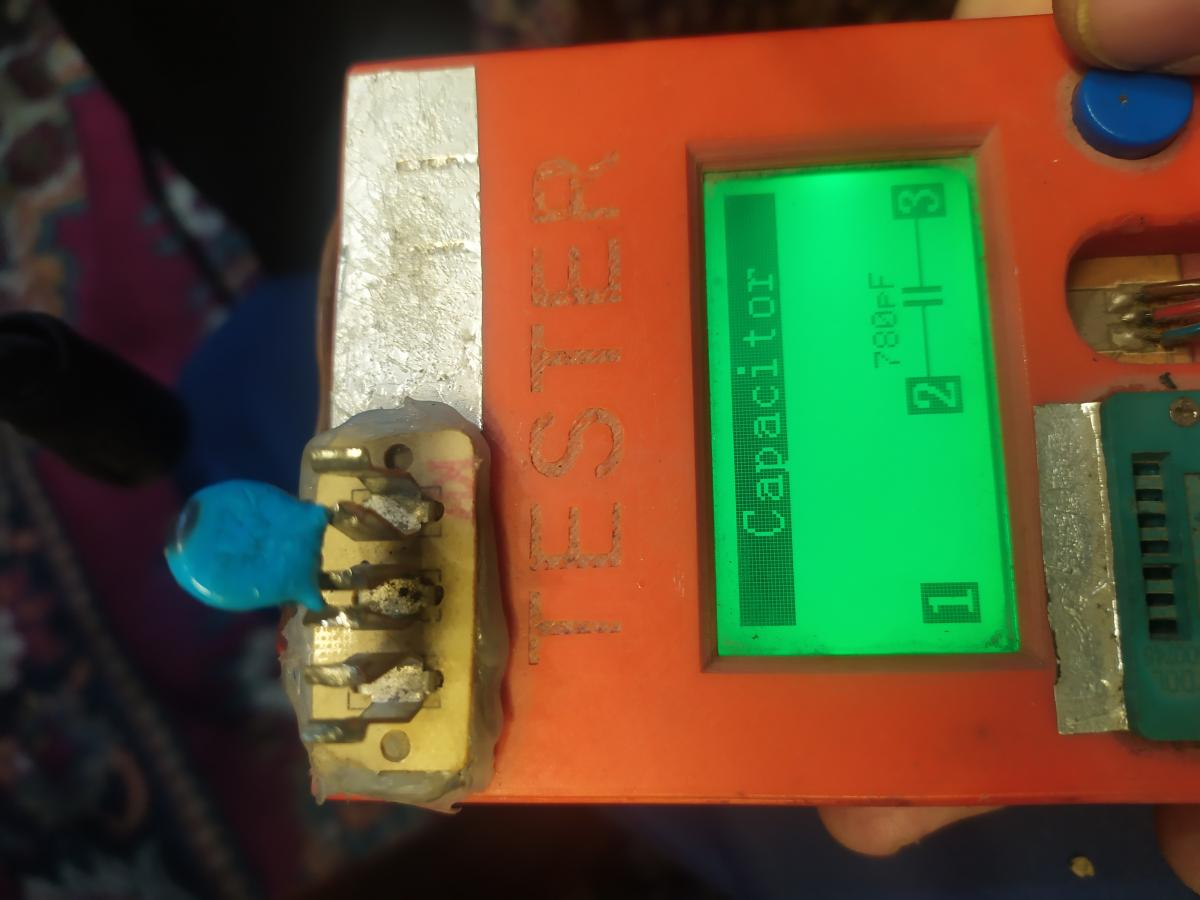 TESTER
Capacitor
780pF
1 2 3